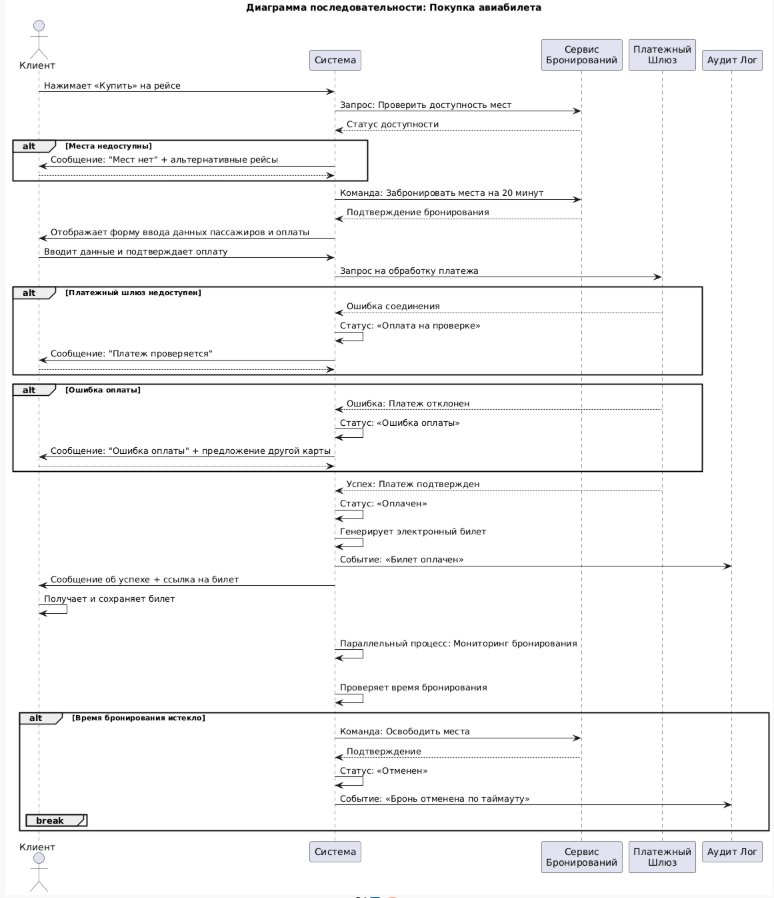 Диаграмма последовательности: Покупка авиабилета
Клиент
Система
Сервис
Бронирований
Платежный
Шлюз
Аудит Лог
Нажимает «Купить» на рейсе
Запрос: Проверить доступность мест
Статус доступности
alt [Места недоступны]
Сообщение: "Мест нет" + альтернативные рейсы
Команда: Забронировать места на 20 минут
Подтверждение бронирования
Отображает форму ввода данных пассажиров и оплаты
Вводит данные и подтверждает оплату
Запрос на обработку платежа
alt [Платежный шлюз недоступен]
Ошибка соединения
Статус: «Оплата на проверке»
Сообщение: "Платеж проверяется"
alt [Ошибка оплаты]
Ошибка: Платеж отклонен
Статус: «Ошибка оплаты»
Сообщение: "Ошибка оплаты" + предложение другой карты
Успех: Платеж подтвержден
Статус: «Оплачен»
Генерирует электронный билет
Событие: «Билет оплачен»
Сообщение об успехе + ссылка на билет
Получает и сохраняет билет
Параллельный процесс: Мониторинг бронирования
Проверяет время бронирования
alt [Время бронирования истекло]
Команда: Освободить места
Подтверждение
Статус: «Отменен»
Событие: «Бронь отменена по таймауту»
break
Клиент
Система
Сервис
Бронирований
Платежный
Шлюз
Аудит Лог